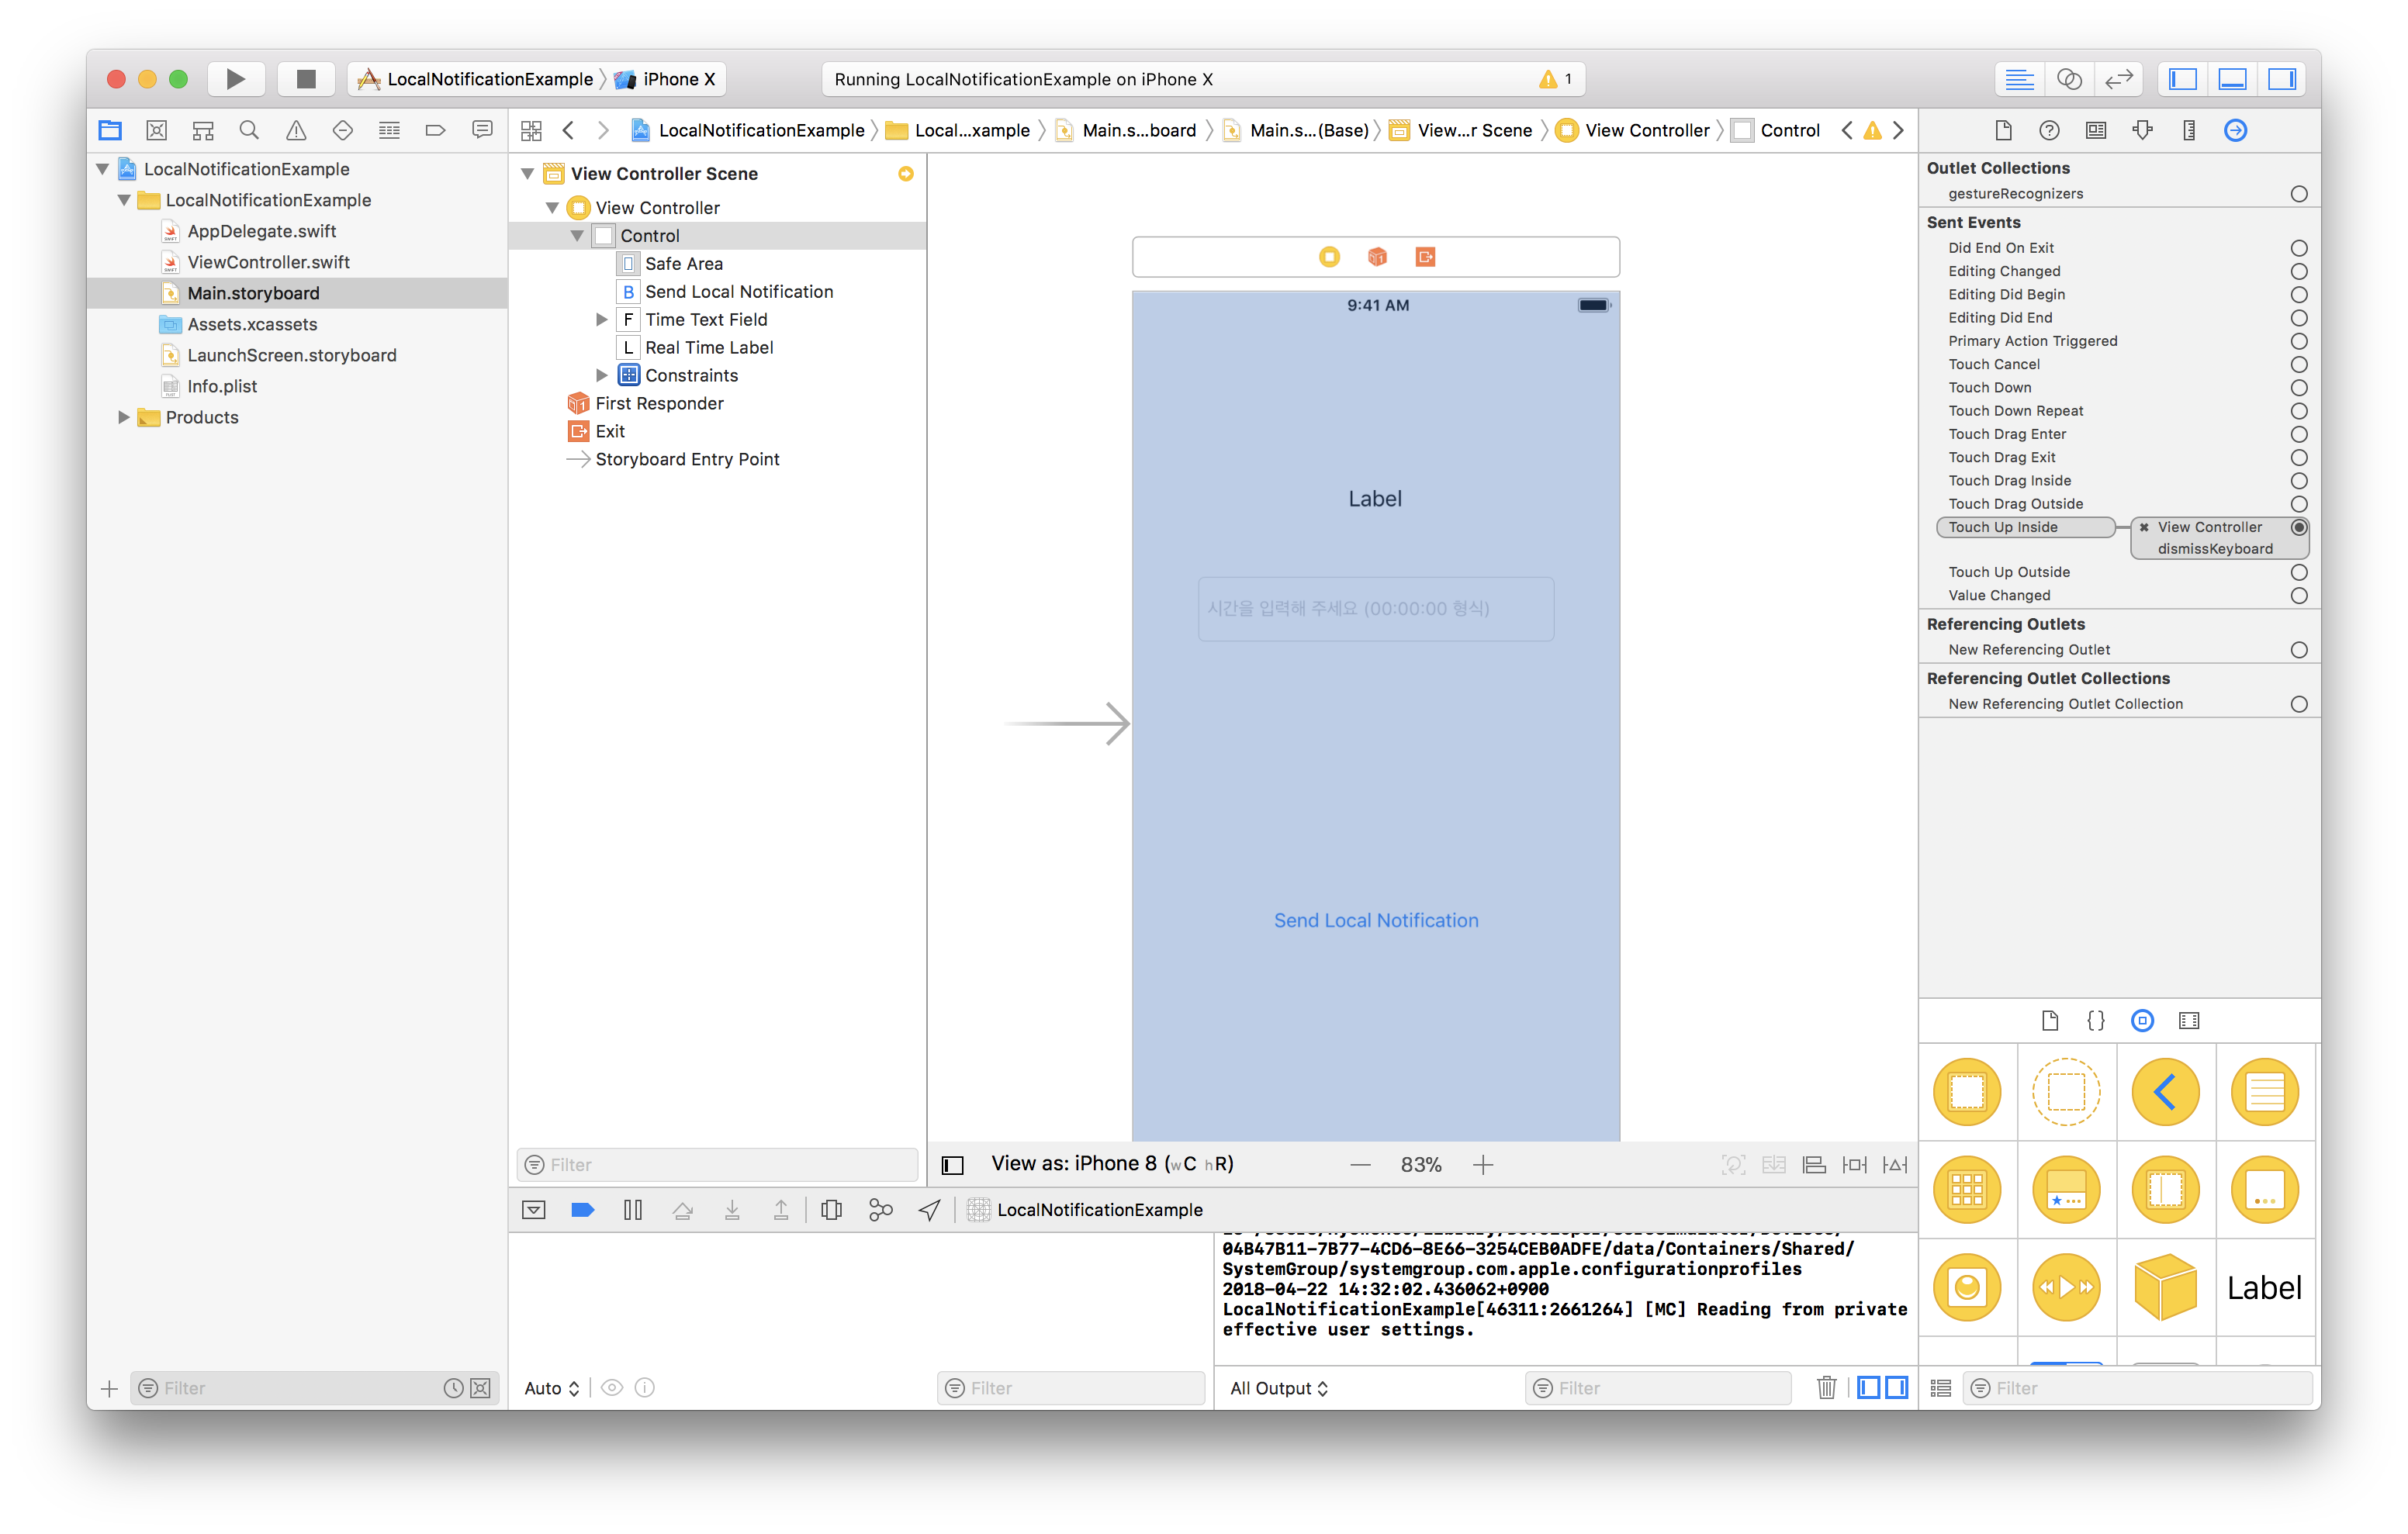 LocalNotificationExample
iPhone X
Running LocalNotificationExample on iPhone X
1
LocalNotificationExample
Local...xample
Main.s...board
Main.s...(Base)
View...r Scene
View Controller
Control
LocalNotificationExample
LocalNotificationExample
AppDelegate.swift
ViewController.swift
Main.storyboard
Assets.xcassets
LaunchScreen.storyboard
Info.plist
Products
View Controller Scene
View Controller
Control
Safe Area
B Send Local Notification
F Time Text Field
L Real Time Label
Constraints
First Responder
Exit
Storyboard Entry Point
9:41 AM
Label
시간을 입력해 주세요 (00:00:00 형식)
Send Local Notification
Outlet Collections
gestureRecognizers
Sent Events
Did End On Exit
Editing Changed
Editing Did Begin
Editing Did End
Primary Action Triggered
Touch Cancel
Touch Down
Touch Down Repeat
Touch Drag Enter
Touch Drag Exit
Touch Drag Inside
Touch Drag Outside
Touch Up Inside
View Controller
dismissKeyboard
Touch Up Outside
Value Changed
Referencing Outlets
New Referencing Outlet
Referencing Outlet Collections
New Referencing Outlet Collection
Filter
View as: iPhone 8 (wC hR)
83%
LocalNotificationExample
04B47B11-7B77-4CD6-8E66-3254CEB0ADFE/data/Containers/Shared/
SystemGroup/systemgroup.com.apple.configurationprofiles
2018-04-22 14:32:02.436062+0900
LocalNotificationExample[46311:2661264] [MC] Reading from private
effective user settings.
Label
Filter
Auto
Filter
All Output
Filter
Filter